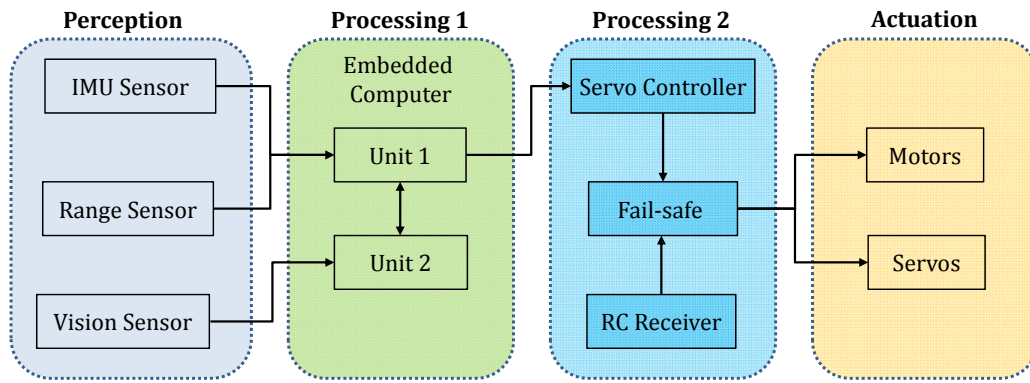 Perception
Processing 1
Processing 2
Actuation
IMU Sensor
Range Sensor
Vision Sensor
Embedded
Computer
Unit 1
Unit 2
Servo Controller
Fail-safe
RC Receiver
Motors
Servos